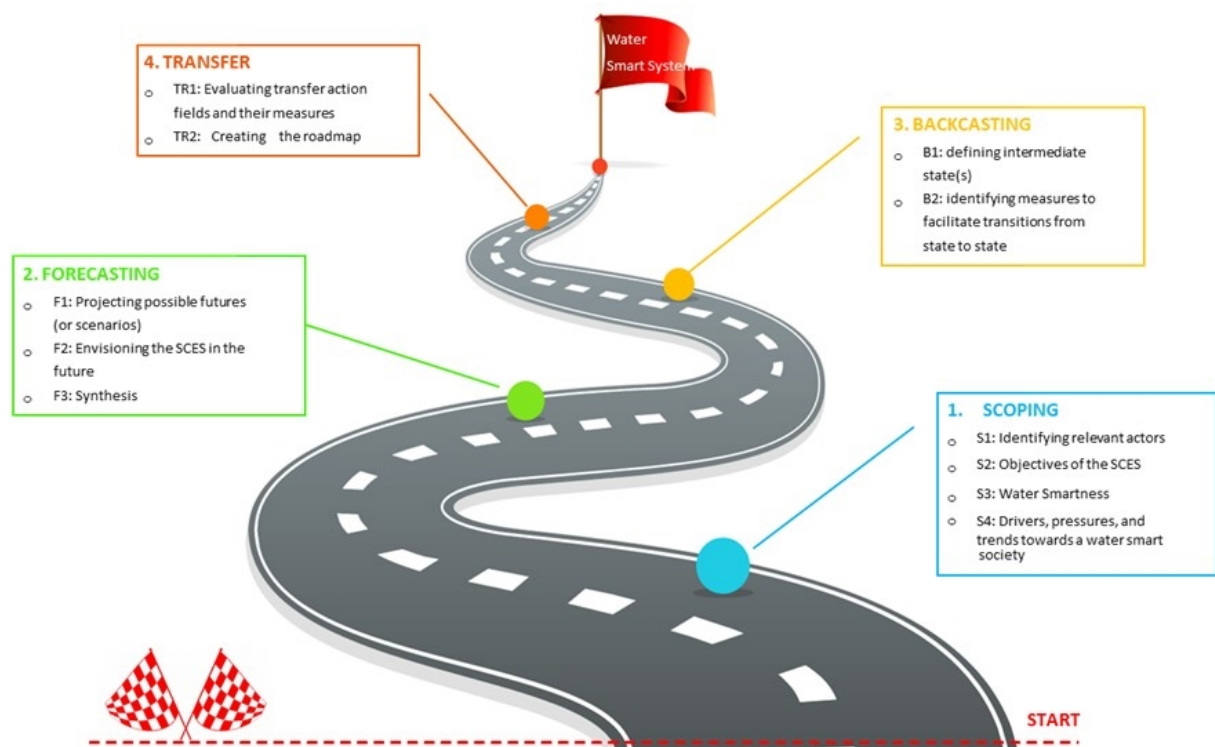 Water
Smart System
4. TRANSFER
TR1: Evaluating transfer action
fields and their measures
TR2: Creating the roadmap
3. BACKCASTING
B1: defining intermediate
state(s)
B2: identifying measures to
facilitate transitions from
state to state
2. FORECASTING
F1: Projecting possible futures
(or scenarios)
F2: Envisioning the SCES in the
future
F3: Synthesis
1. SCOPING
S1: Identifying relevant actors
S2: Objectives of the SCES
S3: Water Smartness
S4: Drivers, pressures, and
trends towards a water smart
society
START